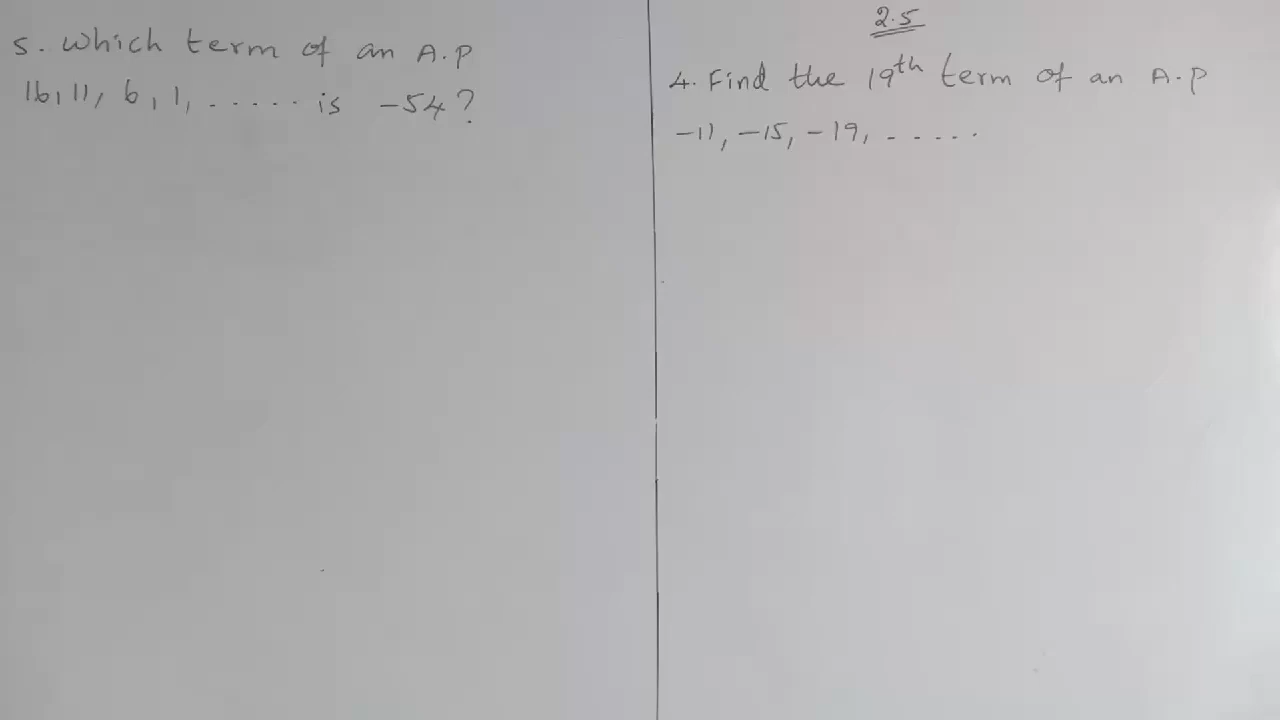 5. Which term of an A.P
16, 11, 6, 1, ...... is -54?
2.5
4. Find the 19th term of an A.P
-11, -15, -19, .....